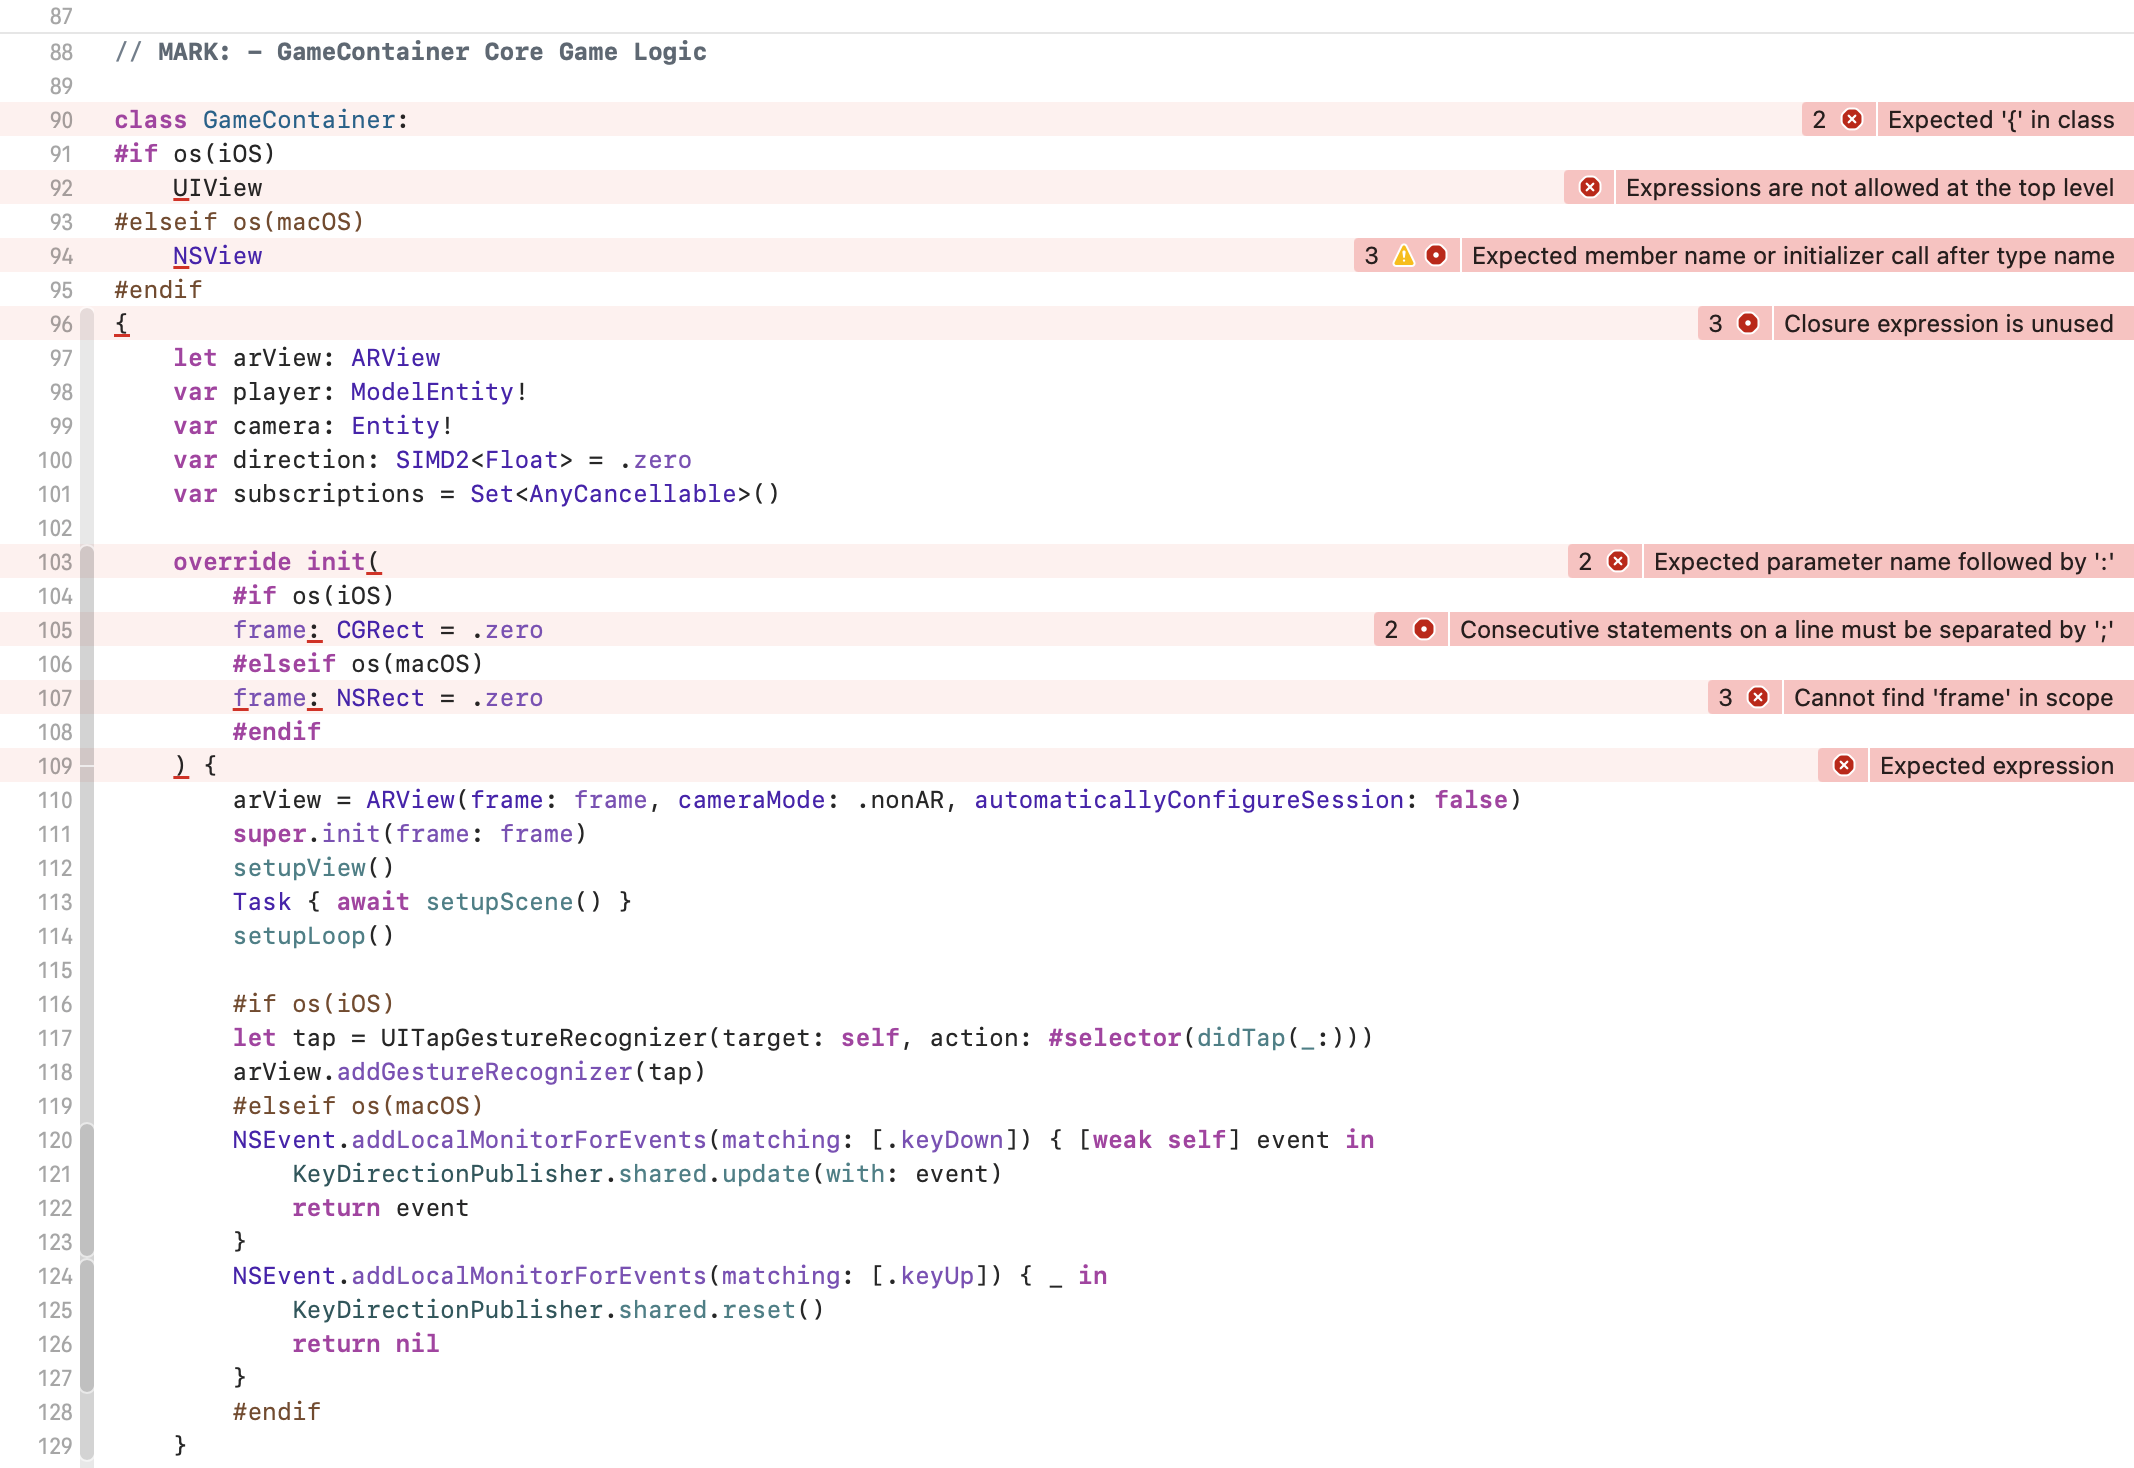 87
88 // MARK: - GameContainer Core Game Logic
89
90 class GameContainer: 2 Expected '{' in class
91 #if os(iOS)
92     UIView Expressions are not allowed at the top level
93 #elseif os(macOS)
94     NSView 3 Expected member name or initializer call after type name
95 #endif
96 { 3 Closure expression is unused
97     let arView: ARView
98     var player: ModelEntity!
99     var camera: Entity!
100     var direction: SIMD2<Float> = .zero
101     var subscriptions = Set<AnyCancellable>()
102
103     override init( 2 Expected parameter name followed by ':'
104         #if os(iOS)
105         frame: CGRect = .zero 2 Consecutive statements on a line must be separated by ';'
106         #elseif os(macOS)
107         frame: NSRect = .zero 3 Cannot find 'frame' in scope
108         #endif
109     ) { Expected expression
110         arView = ARView(frame: frame, cameraMode: .nonAR, automaticallyConfigureSession: false)
111         super.init(frame: frame)
112         setupView()
113         Task { await setupScene() }
114         setupLoop()
115
116         #if os(iOS)
117         let tap = UITapGestureRecognizer(target: self, action: #selector(didTap(_:)))
118         arView.addGestureRecognizer(tap)
119         #elseif os(macOS)
120         NSEvent.addLocalMonitorForEvents(matching: [.keyDown]) { [weak self] event in
121             KeyDirectionPublisher.shared.update(with: event)
122             return event
123         }
124         NSEvent.addLocalMonitorForEvents(matching: [.keyUp]) { _ in
125             KeyDirectionPublisher.shared.reset()
126             return nil
127         }
128         #endif
129     }